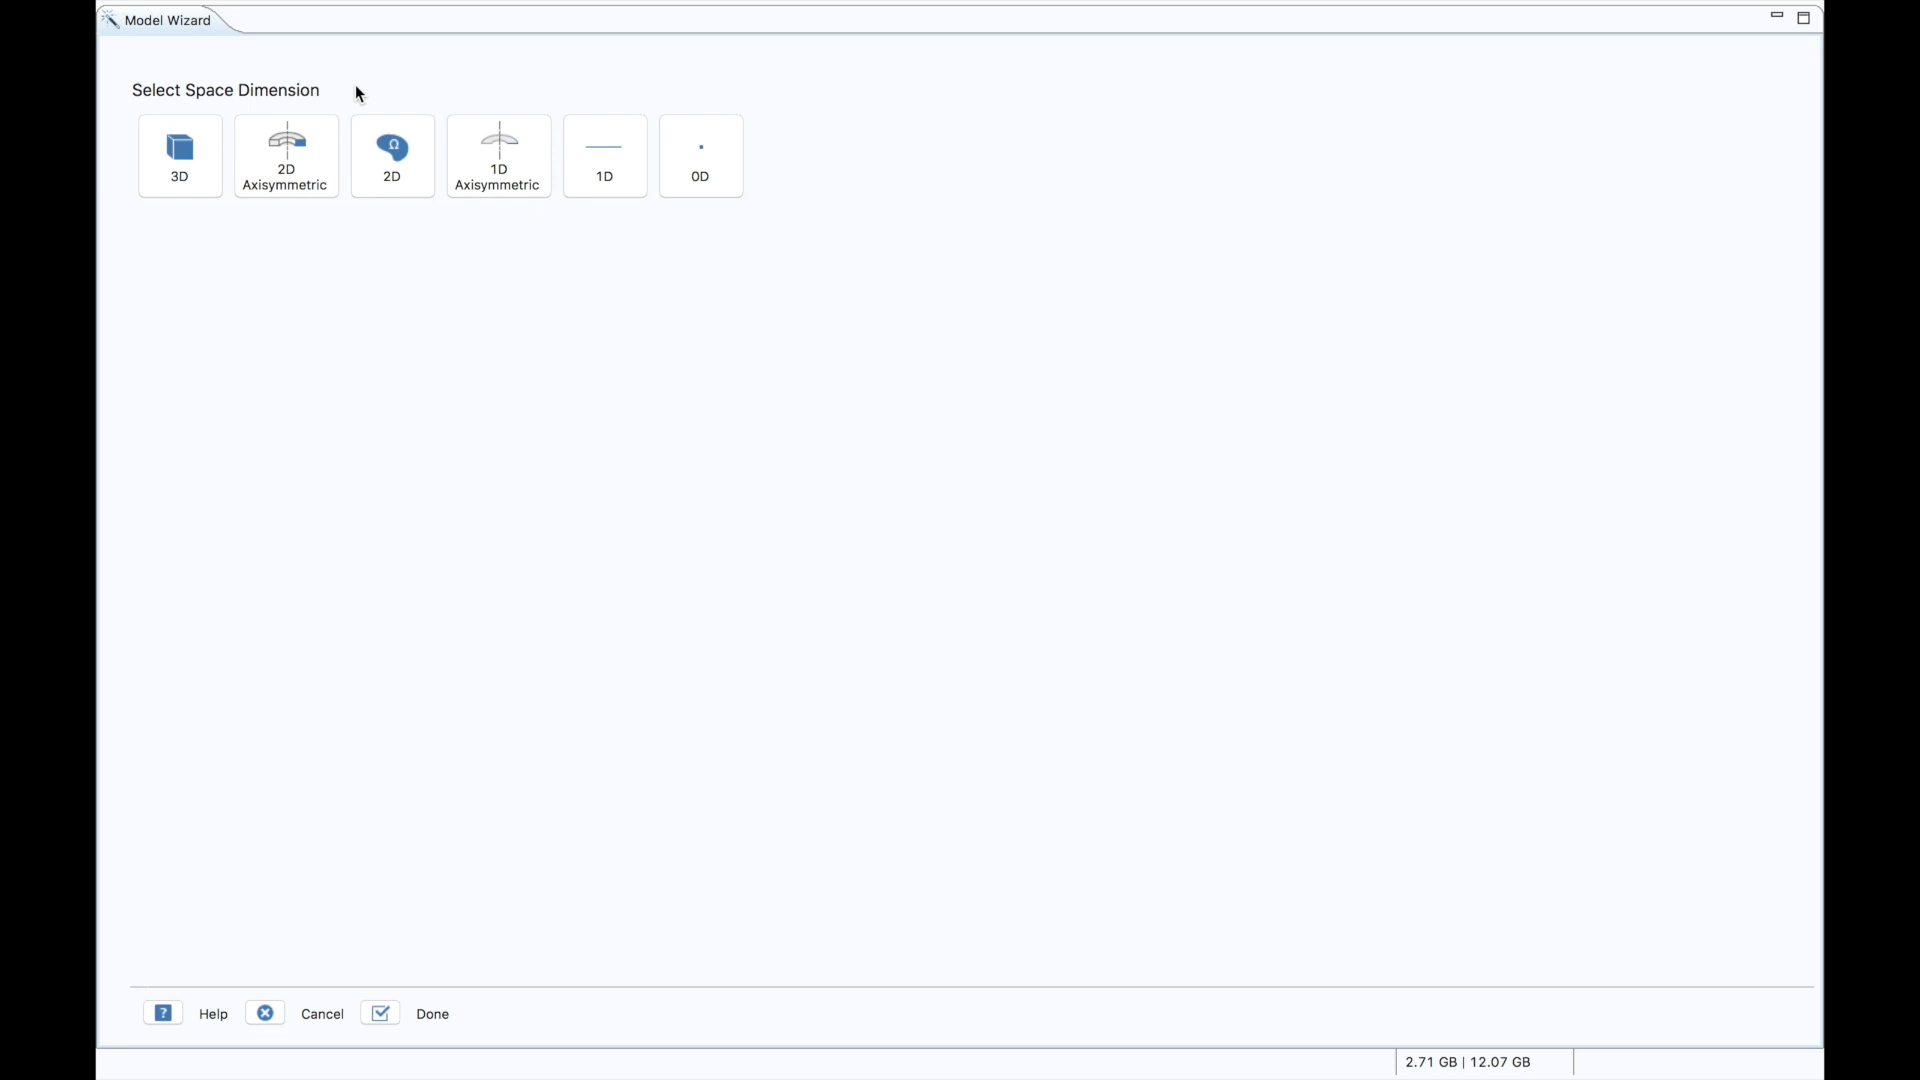 Model Wizard
Select Space Dimension
3D
2D
Axisymmetric
Ω
2D
1D
Axisymmetric
1D
0D
? Help Cancel Done
2.71 GB | 12.07 GB